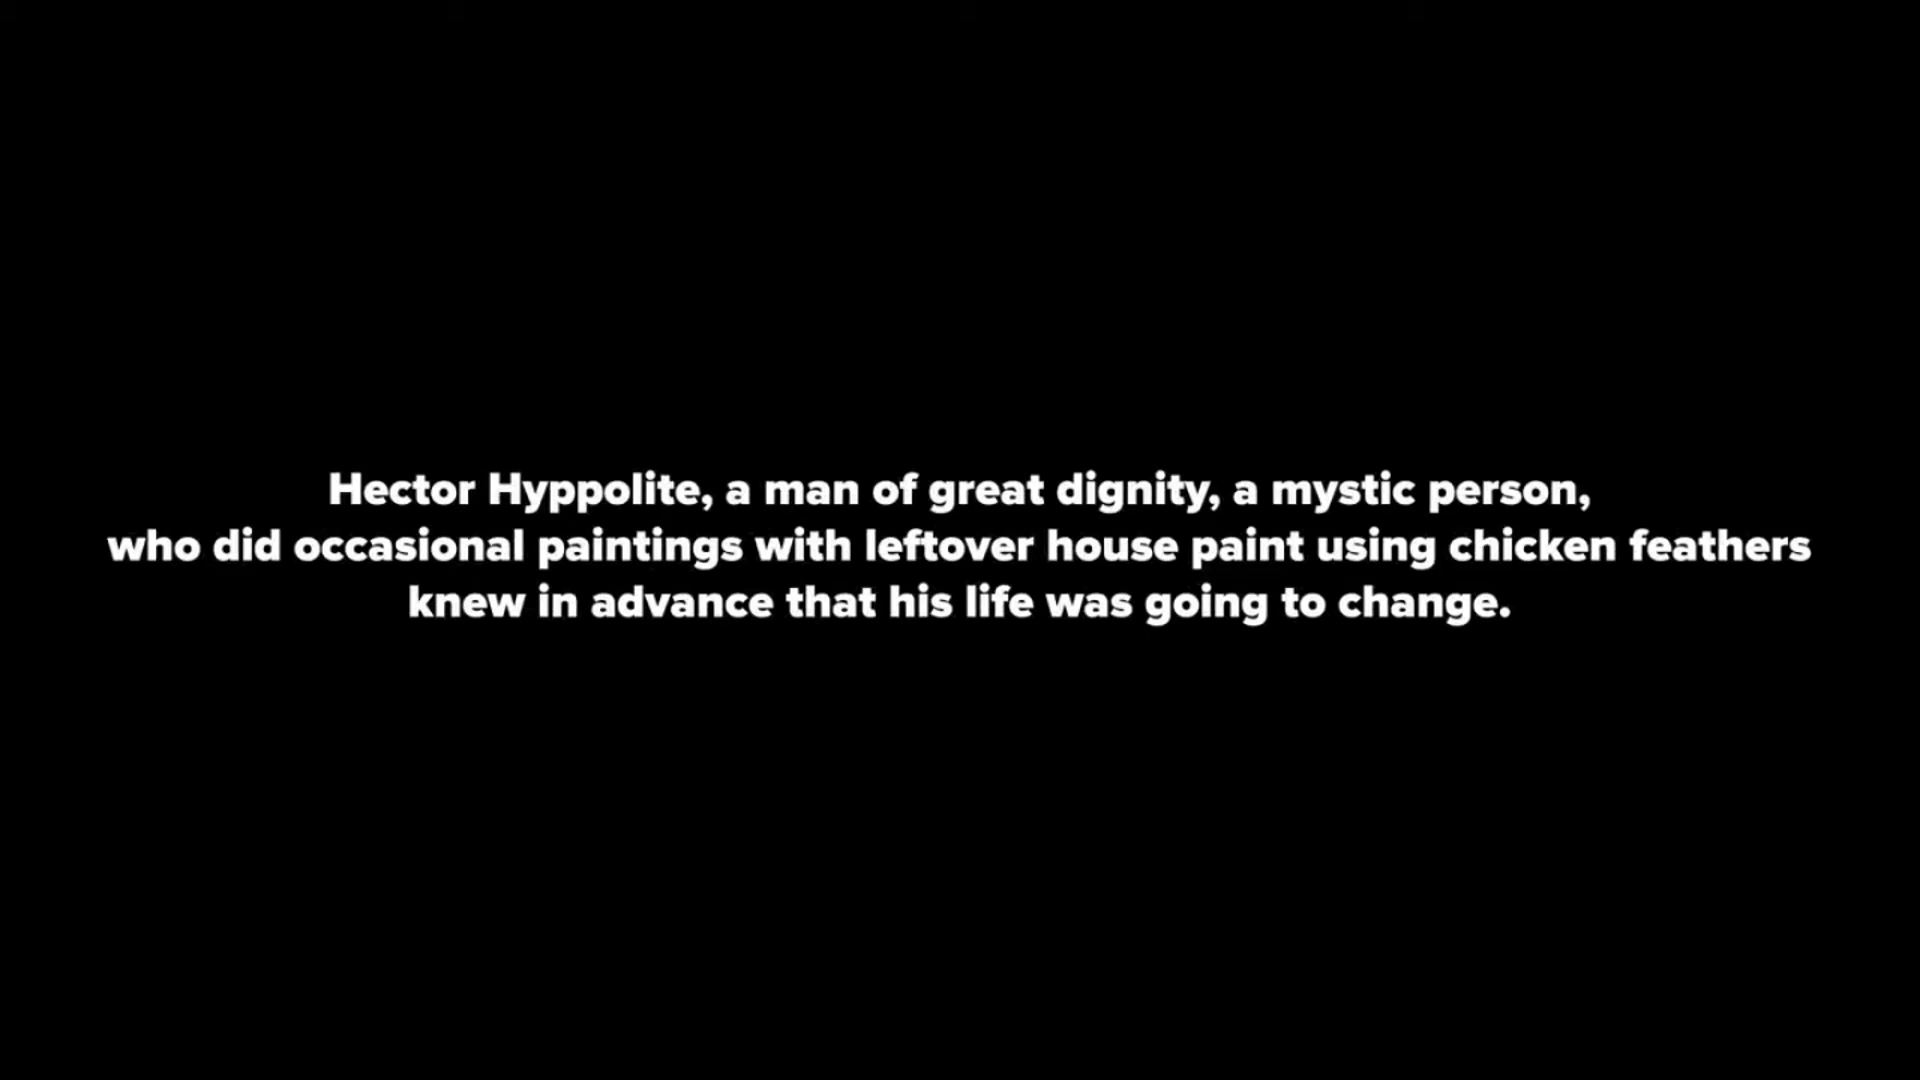 Hector Hyppolite, a man of great dignity, a mystic person,
who did occasional paintings with leftover house paint using chicken feathers
knew in advance that his life was going to change.